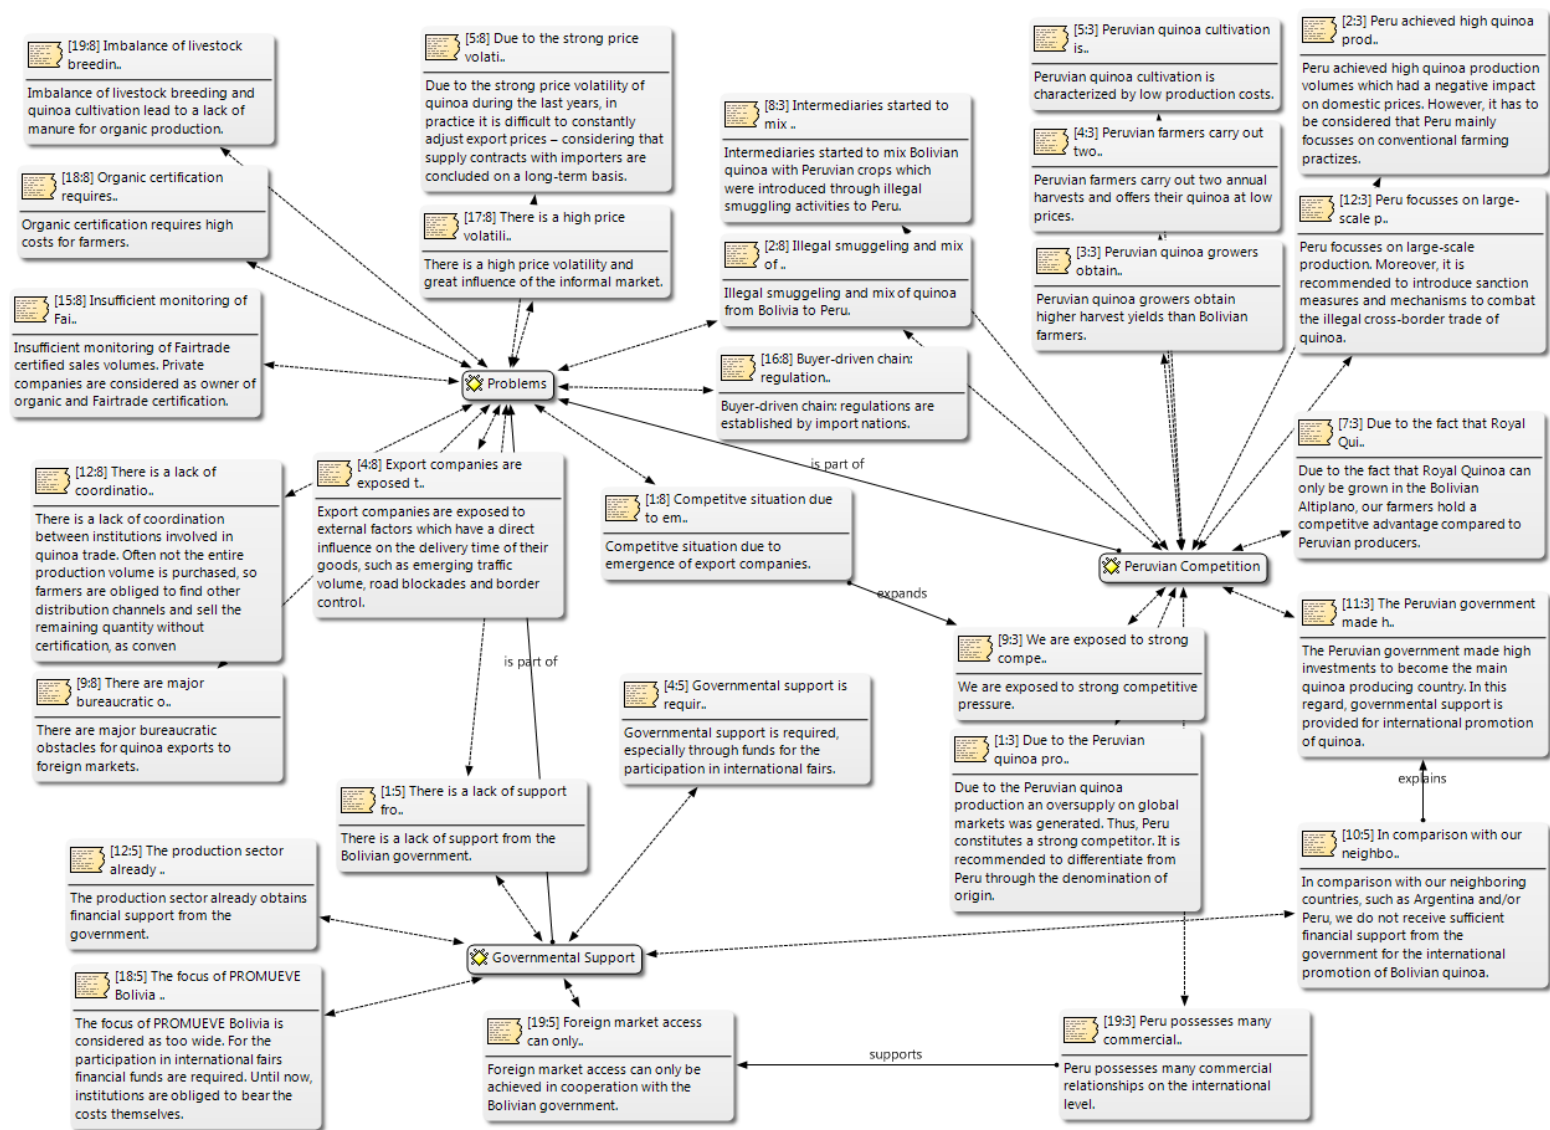 [19:8] Imbalance of livestock
breedin..
Imbalance of livestock breeding and
quinoa cultivation lead to a lack of
manure for organic production.
[18:8] Organic certification
requires..
Organic certification requires high
costs for farmers.
[15:8] Insufficient monitoring of
Fai..
Insufficient monitoring of Fairtrade
certified sales volumes. Private
companies are considered as owner of
organic and Fairtrade certification.
[5:8] Due to the strong price
volati..
Due to the strong price volatility of
quinoa during the last years, in
practice it is difficult to constantly
adjust export prices – considering that
supply contracts with importers are
concluded on a long-term basis.
[17:8] There is a high price
volatili..
There is a high price volatility and
great influence of the informal market.
[8:3] Intermediaries started to
mix ..
Intermediaries started to mix Bolivian
quinoa with Peruvian crops which
were introduced through illegal
smuggling activities to Peru.
[2:8] Illegal smuggeling and mix
of ..
Illegal smuggeling and mix of quinoa
from Bolivia to Peru.
[16:8] Buyer-driven chain:
regulation..
Buyer-driven chain: regulations are
established by import nations.
[5:3] Peruvian quinoa cultivation
is..
Peruvian quinoa cultivation is
characterized by low production costs.
[4:3] Peruvian farmers carry out
two..
Peruvian farmers carry out two annual
harvests and offers their quinoa at low
prices.
[3:3] Peruvian quinoa growers
obtain..
Peruvian quinoa growers obtain
higher harvest yields than Bolivian
farmers.
[2:3] Peru achieved high quinoa
prod..
Peru achieved high quinoa production
volumes which had a negative impact
on domestic prices. However, it has to
be considered that Peru mainly
focusses on conventional farming
practizes.
[12:3] Peru focusses on large-
scale p..
Peru focusses on large-scale
production. Moreover, it is
recommended to introduce sanction
measures and mechanisms to combat
the illegal cross-border trade of
quinoa.
[7:3] Due to the fact that Royal
Qui..
Due to the fact that Royal Quinoa can
only be grown in the Bolivian
Altiplano, our farmers hold a
competitve advantage compared to
Peruvian producers.
Problems
is part of
Peruvian Competition
[12:8] There is a lack of
coordinatio..
There is a lack of coordination
between institutions involved in
quinoa trade. Often not the entire
production volume is purchased, so
farmers are obliged to find other
distribution channels and sell the
remaining quantity without
certification, as conven
[4:8] Export companies are
exposed t..
Export companies are exposed to
external factors which have a direct
influence on the delivery time of their
goods, such as emerging traffic
volume, road blockades and border
control.
[1:8] Competitve situation due
to em..
Competitve situation due to
emergence of export companies.
expands
[9:3] We are exposed to strong
compe..
We are exposed to strong competitive
pressure.
[11:3] The Peruvian government
made h..
The Peruvian government made high
investments to become the main
quinoa producing country. In this
regard, governmental support is
provided for international promotion
of quinoa.
is part of
[9:8] There are major
bureaucratic o..
There are major bureaucratic
obstacles for quinoa exports to
foreign markets.
[4:5] Governmental support is
requir..
Governmental support is required,
especially through funds for the
participation in international fairs.
[1:3] Due to the Peruvian
quinoa pro..
Due to the Peruvian quinoa
production an oversupply on global
markets was generated. Thus, Peru
constitutes a strong competitor. It is
recommended to differentiate from
Peru through the denomination of
origin.
explains
[1:5] There is a lack of support
fro..
There is a lack of support from the
Bolivian government.
[10:5] In comparison with our
neighbo..
In comparison with our neighboring
countries, such as Argentina and/or
Peru, we do not receive sufficient
financial support from the
government for the international
promotion of Bolivian quinoa.
[12:5] The production sector
already ..
The production sector already obtains
financial support from the
government.
Governmental Support
[18:5] The focus of PROMUEVE
Bolivia ..
The focus of PROMUEVE Bolivia is
considered as too wide. For the
participation in international fairs
financial funds are required. Until now,
institutions are obliged to bear the
costs themselves.
[19:5] Foreign market access
can only..
Foreign market access can only be
achieved in cooperation with the
Bolivian government.
supports
[19:3] Peru possesses many
commercial..
Peru possesses many commercial
relationships on the international
level.